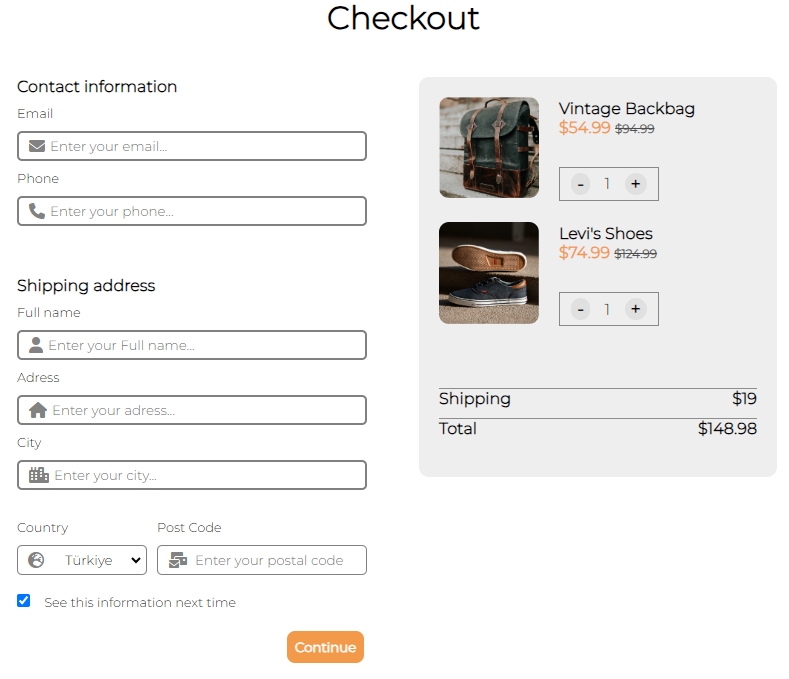 Checkout
Contact information
Email
Enter your email...
Phone
Enter your phone...
Shipping address
Full name
Enter your Full name...
Adress
Enter your adress...
City
Enter your city...
Country
Post Code
Türkiye
Enter your postal code
See this information next time
Continue
Vintage Backbag
$54.99 $94.99
- 1 +
Levi's Shoes
$74.99 $124.99
- 1 +
Shipping $19
Total $148.98